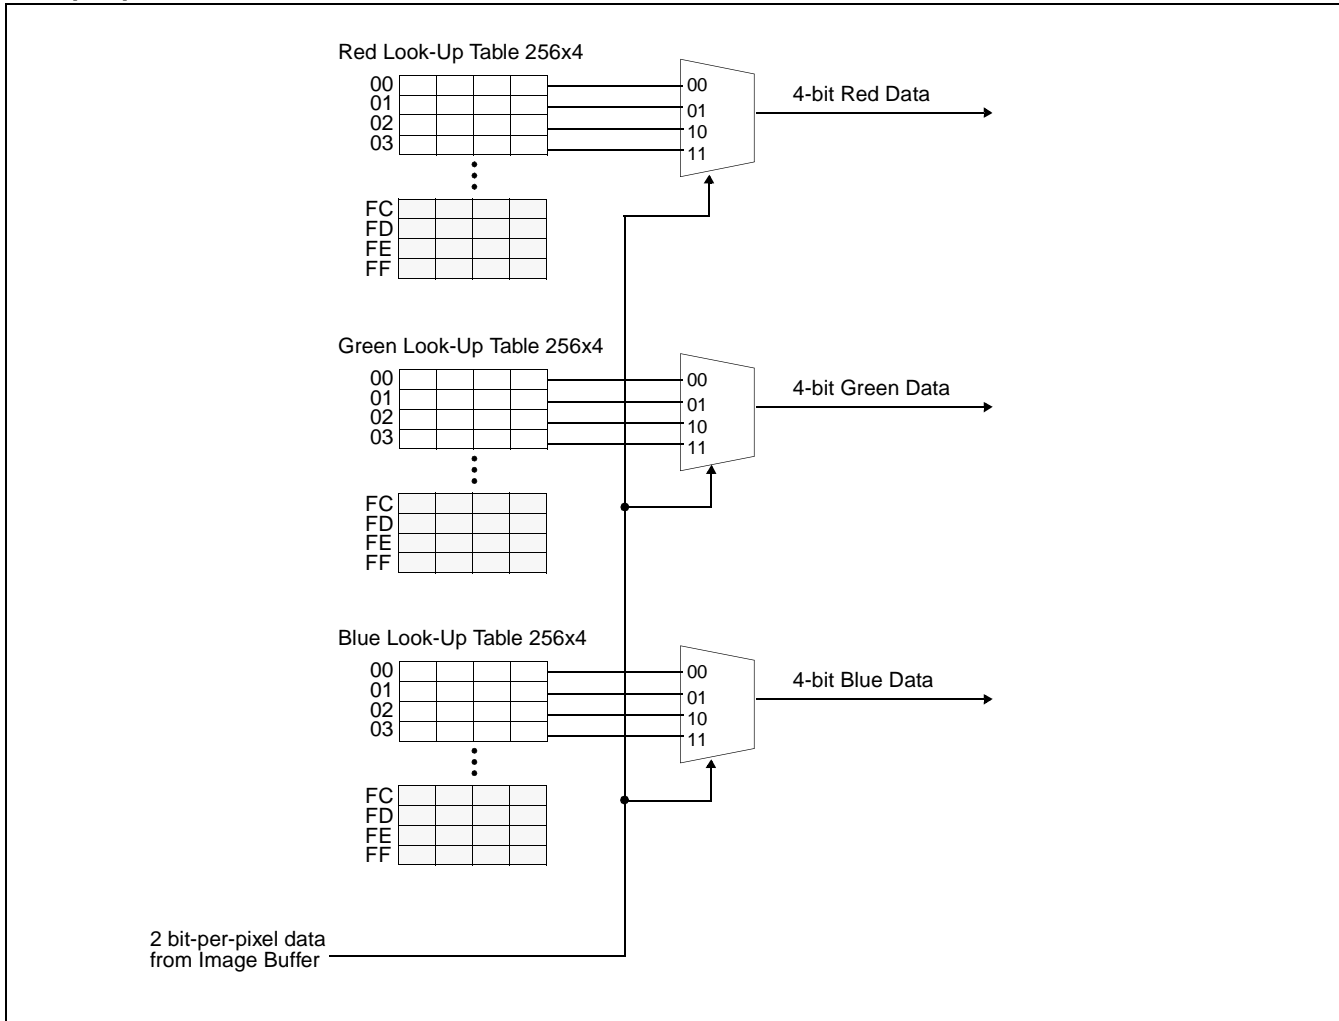 Red Look-Up Table 256x4
00
01
02
03
FC
FD
FE
FF
00
01
10
11
4-bit Red Data
Green Look-Up Table 256x4
00
01
02
03
FC
FD
FE
FF
00
01
10
11
4-bit Green Data
Blue Look-Up Table 256x4
00
01
02
03
FC
FD
FE
FF
00
01
10
11
4-bit Blue Data
2 bit-per-pixel data
from Image Buffer